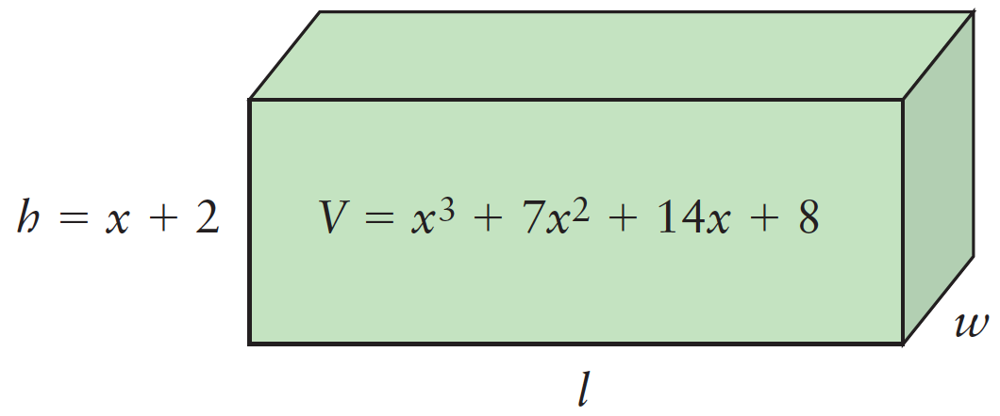 h = x + 2
V = x³ + 7x² + 14x + 8
w
l